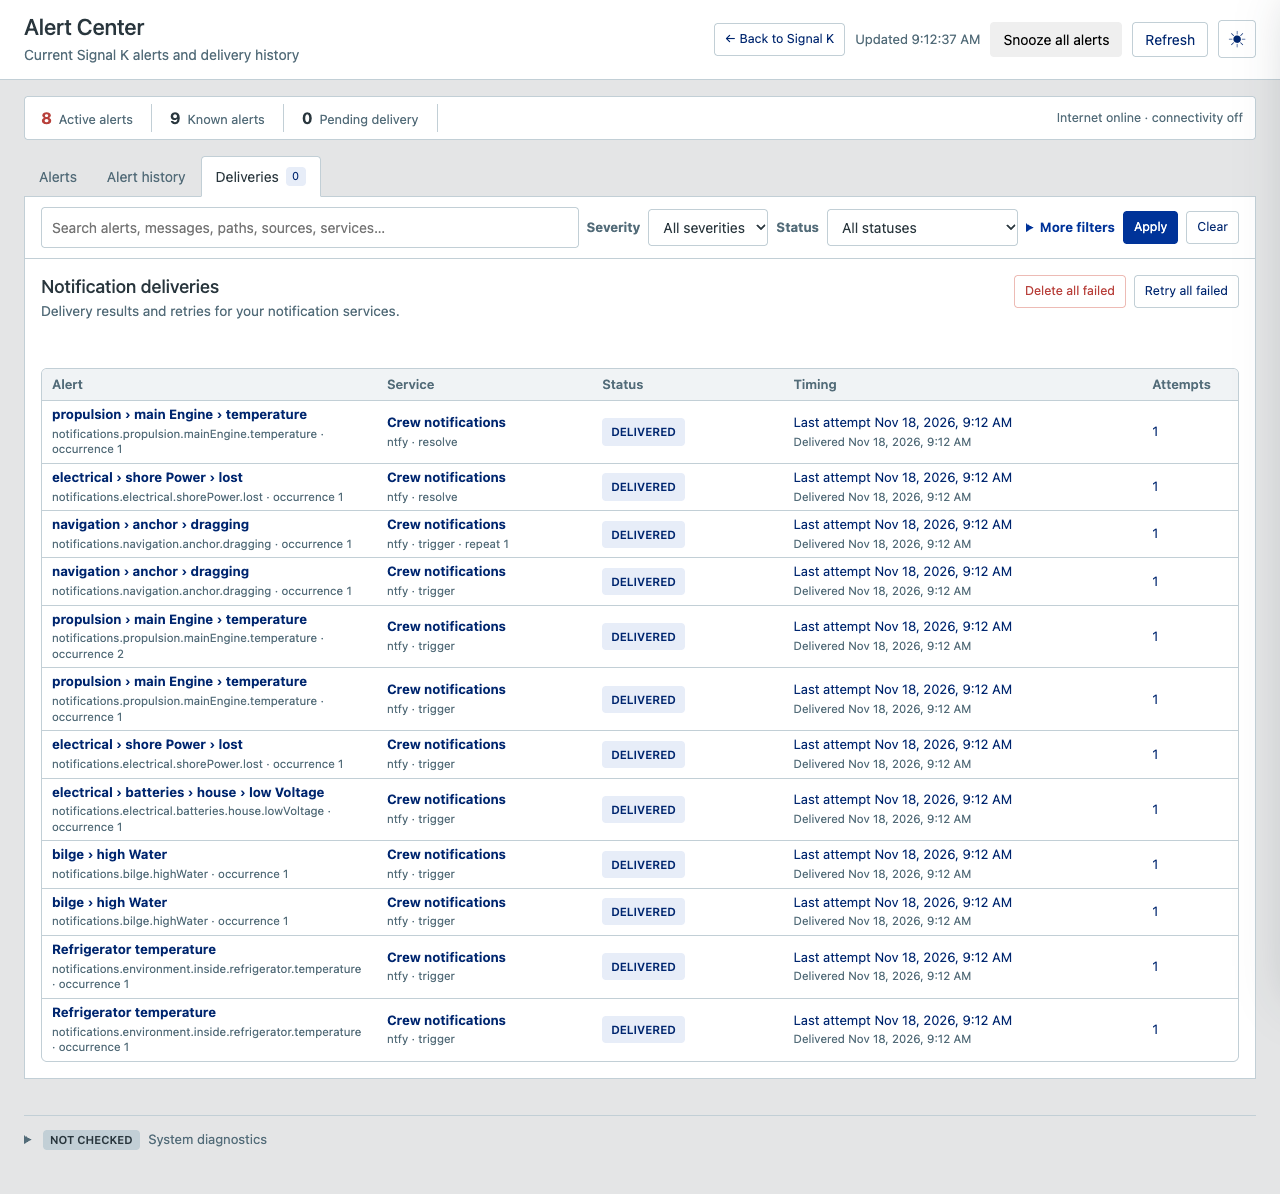 Alert Center
Current Signal K alerts and delivery history
← Back to Signal K
Updated 9:12:37 AM
Snooze all alerts
Refresh
8 Active alerts
9 Known alerts
0 Pending delivery
Internet online · connectivity off
Alerts
Alert history
Deliveries 0
Search alerts, messages, paths, sources, services...
Severity
All severities
Status
All statuses
More filters
Apply
Clear
Notification deliveries
Delivery results and retries for your notification services.
Delete all failed
Retry all failed
Alert Service Status Timing Attempts
propulsion › main Engine › temperature
notifications.propulsion.mainEngine.temperature ·
occurrence 1
Crew notifications
ntfy · resolve
DELIVERED
Last attempt Nov 18, 2026, 9:12 AM
Delivered Nov 18, 2026, 9:12 AM
1
electrical › shore Power › lost
notifications.electrical.shorePower.lost · occurrence 1
Crew notifications
ntfy · resolve
DELIVERED
Last attempt Nov 18, 2026, 9:12 AM
Delivered Nov 18, 2026, 9:12 AM
1
navigation › anchor › dragging
notifications.navigation.anchor.dragging · occurrence 1
Crew notifications
ntfy · trigger · repeat 1
DELIVERED
Last attempt Nov 18, 2026, 9:12 AM
Delivered Nov 18, 2026, 9:12 AM
1
navigation › anchor › dragging
notifications.navigation.anchor.dragging · occurrence 1
Crew notifications
ntfy · trigger
DELIVERED
Last attempt Nov 18, 2026, 9:12 AM
Delivered Nov 18, 2026, 9:12 AM
1
propulsion › main Engine › temperature
notifications.propulsion.mainEngine.temperature ·
occurrence 2
Crew notifications
ntfy · trigger
DELIVERED
Last attempt Nov 18, 2026, 9:12 AM
Delivered Nov 18, 2026, 9:12 AM
1
propulsion › main Engine › temperature
notifications.propulsion.mainEngine.temperature ·
occurrence 1
Crew notifications
ntfy · trigger
DELIVERED
Last attempt Nov 18, 2026, 9:12 AM
Delivered Nov 18, 2026, 9:12 AM
1
electrical › shore Power › lost
notifications.electrical.shorePower.lost · occurrence 1
Crew notifications
ntfy · trigger
DELIVERED
Last attempt Nov 18, 2026, 9:12 AM
Delivered Nov 18, 2026, 9:12 AM
1
electrical › batteries › house › low Voltage
notifications.electrical.batteries.house.lowVoltage ·
occurrence 1
Crew notifications
ntfy · trigger
DELIVERED
Last attempt Nov 18, 2026, 9:12 AM
Delivered Nov 18, 2026, 9:12 AM
1
bilge › high Water
notifications.bilge.highWater · occurrence 1
Crew notifications
ntfy · trigger
DELIVERED
Last attempt Nov 18, 2026, 9:12 AM
Delivered Nov 18, 2026, 9:12 AM
1
bilge › high Water
notifications.bilge.highWater · occurrence 1
Crew notifications
ntfy · trigger
DELIVERED
Last attempt Nov 18, 2026, 9:12 AM
Delivered Nov 18, 2026, 9:12 AM
1
Refrigerator temperature
notifications.environment.inside.refrigerator.temperature
· occurrence 1
Crew notifications
ntfy · trigger
DELIVERED
Last attempt Nov 18, 2026, 9:12 AM
Delivered Nov 18, 2026, 9:12 AM
1
Refrigerator temperature
notifications.environment.inside.refrigerator.temperature
· occurrence 1
Crew notifications
ntfy · trigger
DELIVERED
Last attempt Nov 18, 2026, 9:12 AM
Delivered Nov 18, 2026, 9:12 AM
1
NOT CHECKED System diagnostics